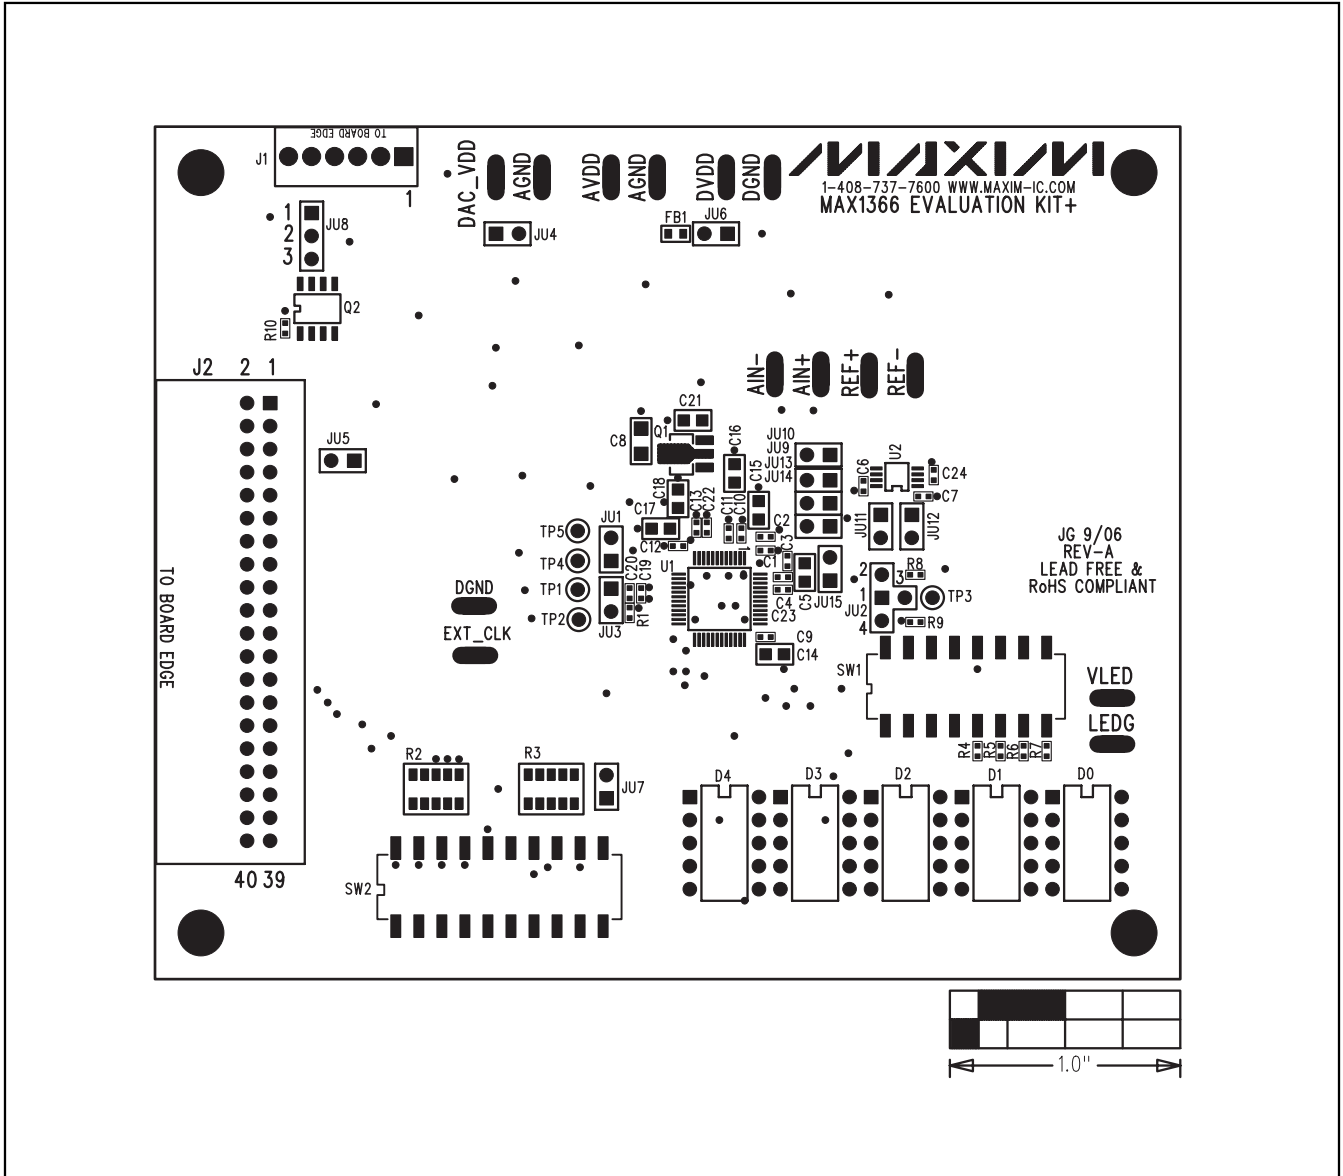 TO BOARD EDGE
J1
1
DAC_VDD
AGND
AVDD
AGND
DVDD
DGND
MAXIM
1-408-737-7600 WWW.MAXIM-IC.COM
MAX1366 EVALUATION KIT+
1
2
3
JU8
JU4
FB1
JU6
Q2
R10
J2
2
1
AIN-
AIN+
REF+
REF-
JU5
C21
C8
Q1
C16
JU10
JU9
JU13
JU14
U2
C6
C24
C7
C15
C18
C13
C22
C11
C10
C17
C12
C2
C3
C1
JU11
JU12
JG 9/06
REV-A
LEAD FREE &
RoHS COMPLIANT
TP5
TP4
TP1
TP2
JU1
JU3
C20
C19
R1
U1
1
C5
C4
C23
JU15
2
3
1
4
JU2
R8
R9
TP3
DGND
EXT_CLK
C9
C14
TO BOARD EDGE
SW1
VLED
LEDG
R4
R5
R6
R7
R2
R3
JU7
D4
D3
D2
D1
D0
SW2
40
39
1.0"